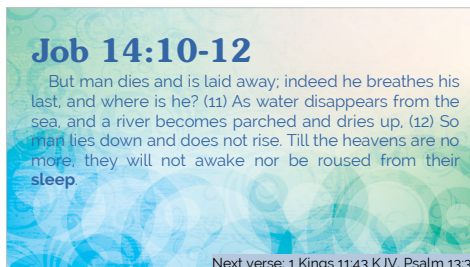 Job 14:10-12
But man dies and is laid away; indeed he breathes his
last, and where is he? (11) As water disappears from the
sea, and a river becomes parched and dries up, (12) So
man lies down and does not rise. Till the heavens are no
more, they will not awake nor be roused from their
sleep.
Next verse: 1 Kings 11:43 KJV, Psalm 13:3